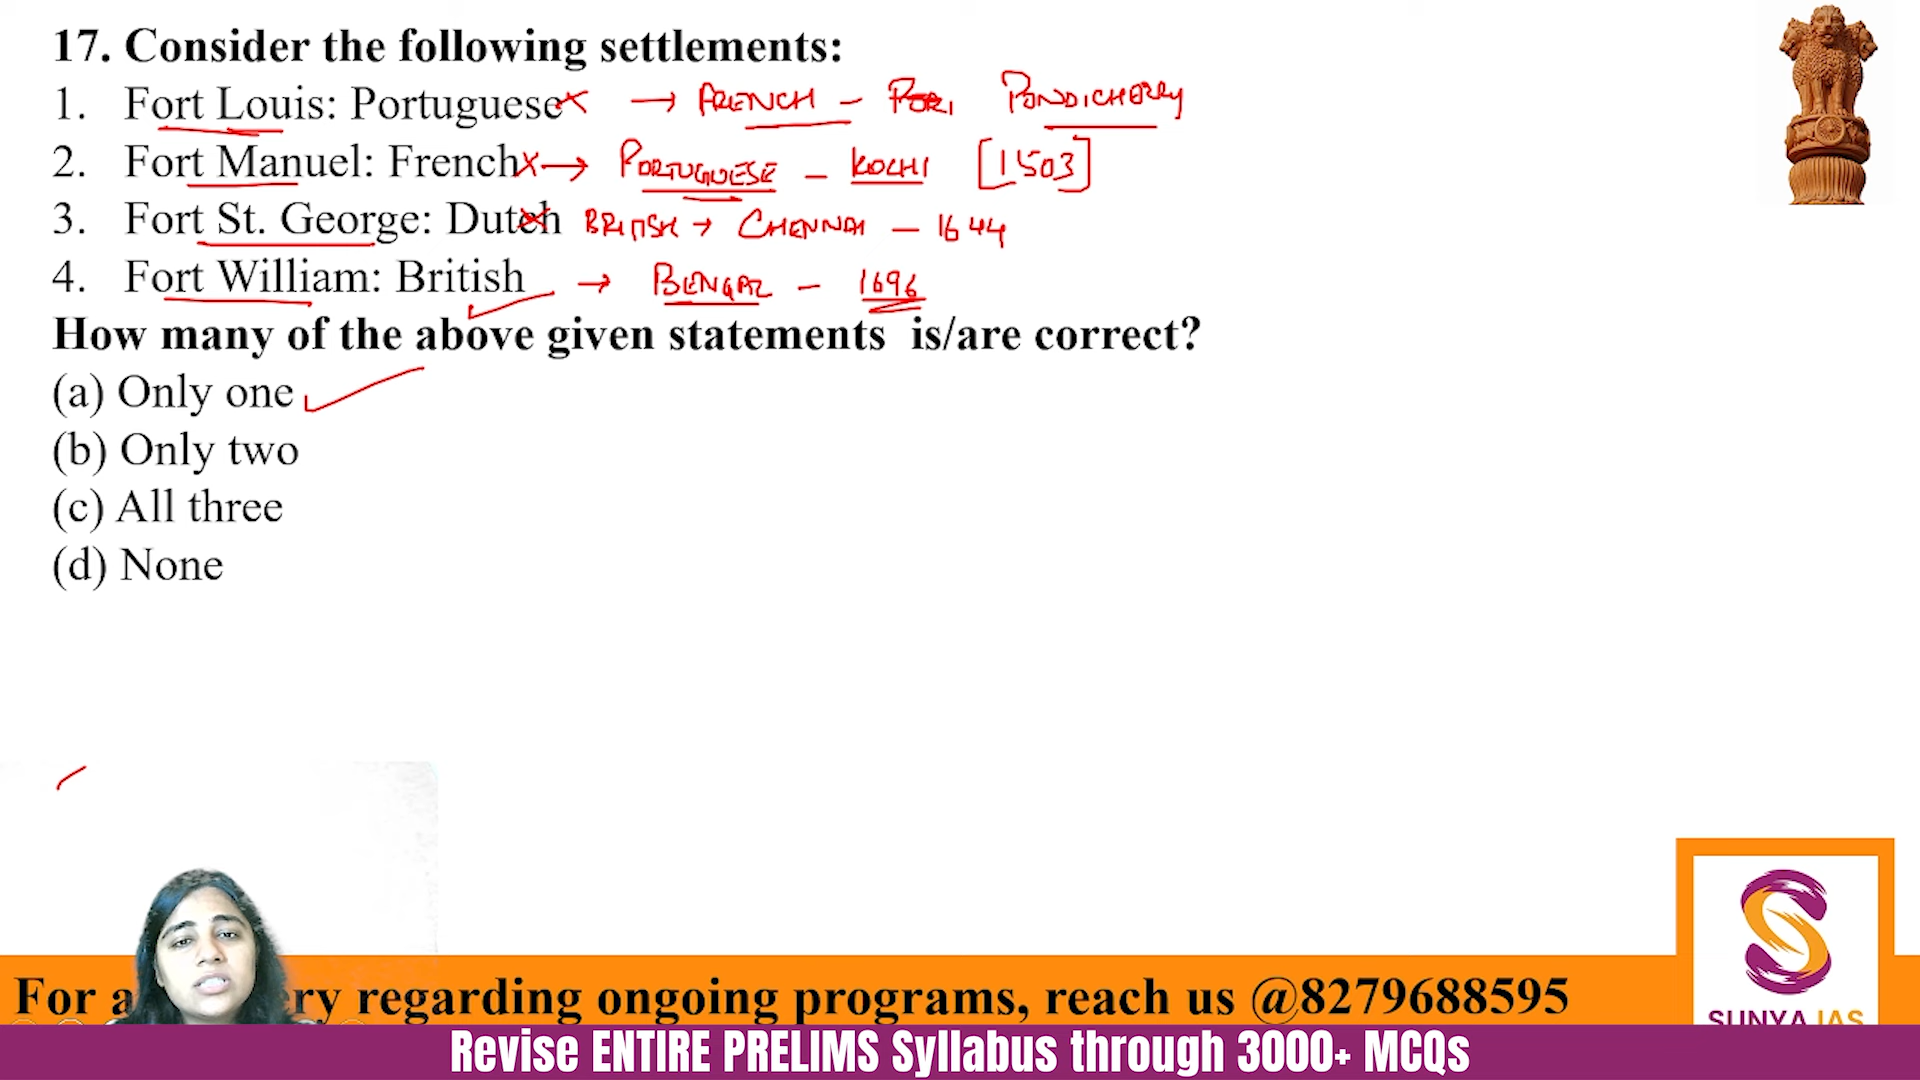 17. Consider the following settlements:
1. Fort Louis: Portuguese × → FRENCH - PONDICHERRY
2. Fort Manuel: French × → PORTUGUESE - KOCHI [1503]
3. Fort St. George: Dutch × BRITISH → CHENNAI - 1644
4. Fort William: British → BENGAL - 1696
How many of the above given statements is/are correct?
(a) Only one
(b) Only two
(c) All three
(d) None
For a ry regarding ongoing programs, reach us @8279688595
SUNYA IAS
Revise ENTIRE PRELIMS Syllabus through 3000+ MCQs